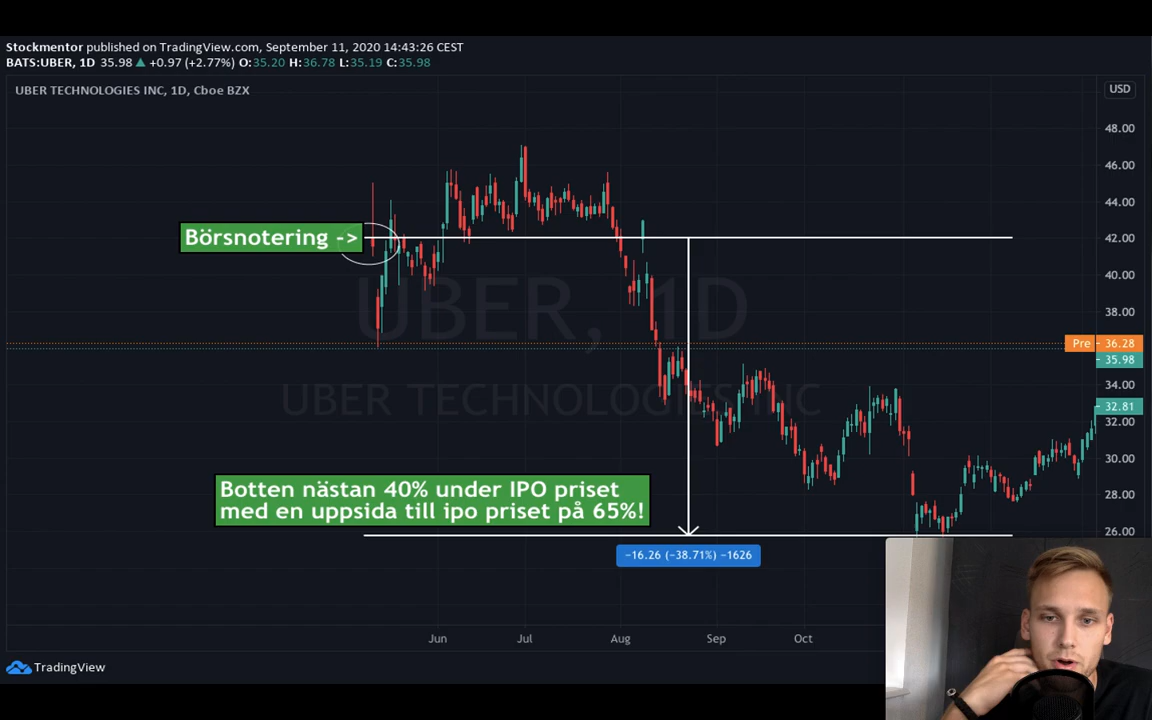 Stockmentor published on TradingView.com, September 11, 2020 14:43:26 CEST
BATS:UBER, 1D 35.98 ▲ +0.97 (+2.77%) O:35.20 H:36.78 L:35.19 C:35.98
UBER TECHNOLOGIES INC, 1D, Cboe BZX
USD
48.00
46.00
44.00
Börsnotering ->
42.00
40.00
38.00
UBER, 1D
Pre 36.28
35.98
34.00
UBER TECHNOLOGIES INC
32.81
32.00
30.00
Botten nästan 40% under IPO priset
med en uppsida till ipo priset på 65%!
28.00
26.00
−16.26 (−38.71%) −1626
Jun Jul Aug Sep Oct
TradingView